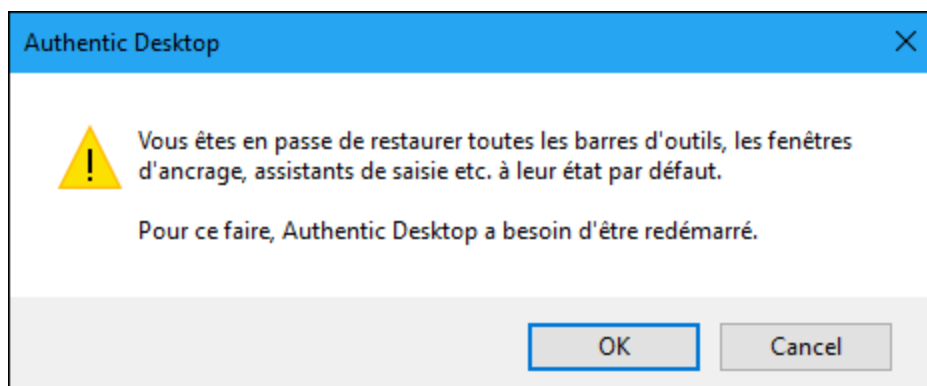 Authentic Desktop
Vous êtes en passe de restaurer toutes les barres d'outils, les fenêtres
d'ancrage, assistants de saisie etc. à leur état par défaut.
Pour ce faire, Authentic Desktop a besoin d'être redémarré.
OK
Cancel